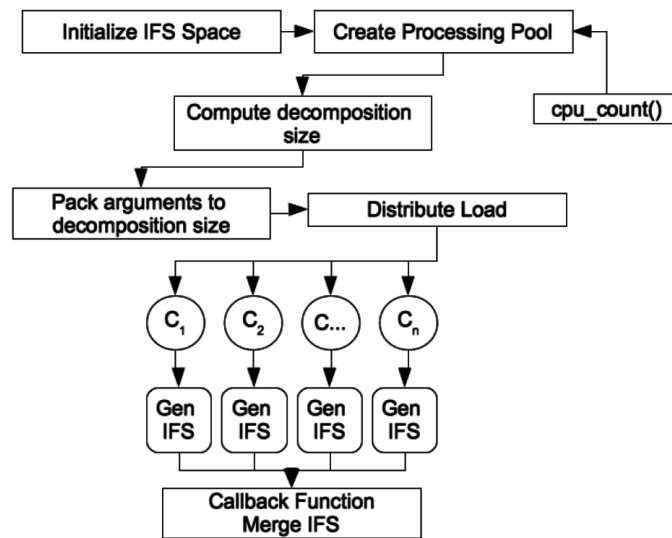 Initialize IFS Space
Create Processing Pool
Compute decomposition
size
cpu_count()
Pack arguments to
decomposition size
Distribute Load
C1
C2
C...
Cn
Gen
IFS
Gen
IFS
Gen
IFS
Gen
IFS
Callback Function
Merge IFS